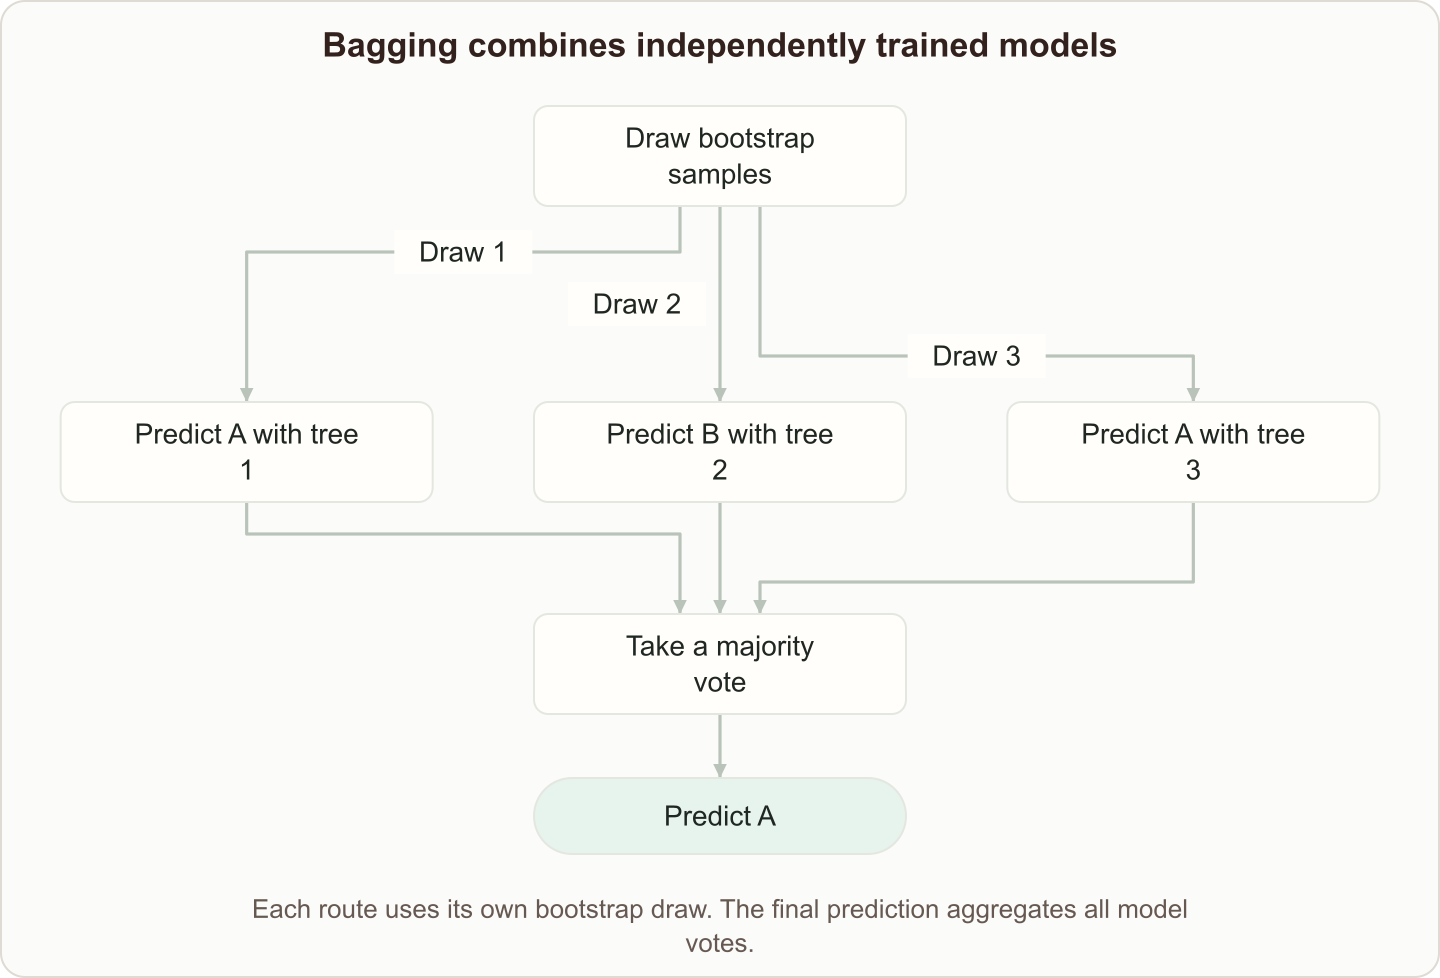 Bagging combines independently trained models
Draw bootstrap
samples
Draw 1
Draw 2
Draw 3
Predict A with tree
1
Predict B with tree
2
Predict A with tree
3
Take a majority
vote
Predict A
Each route uses its own bootstrap draw. The final prediction aggregates all model
votes.